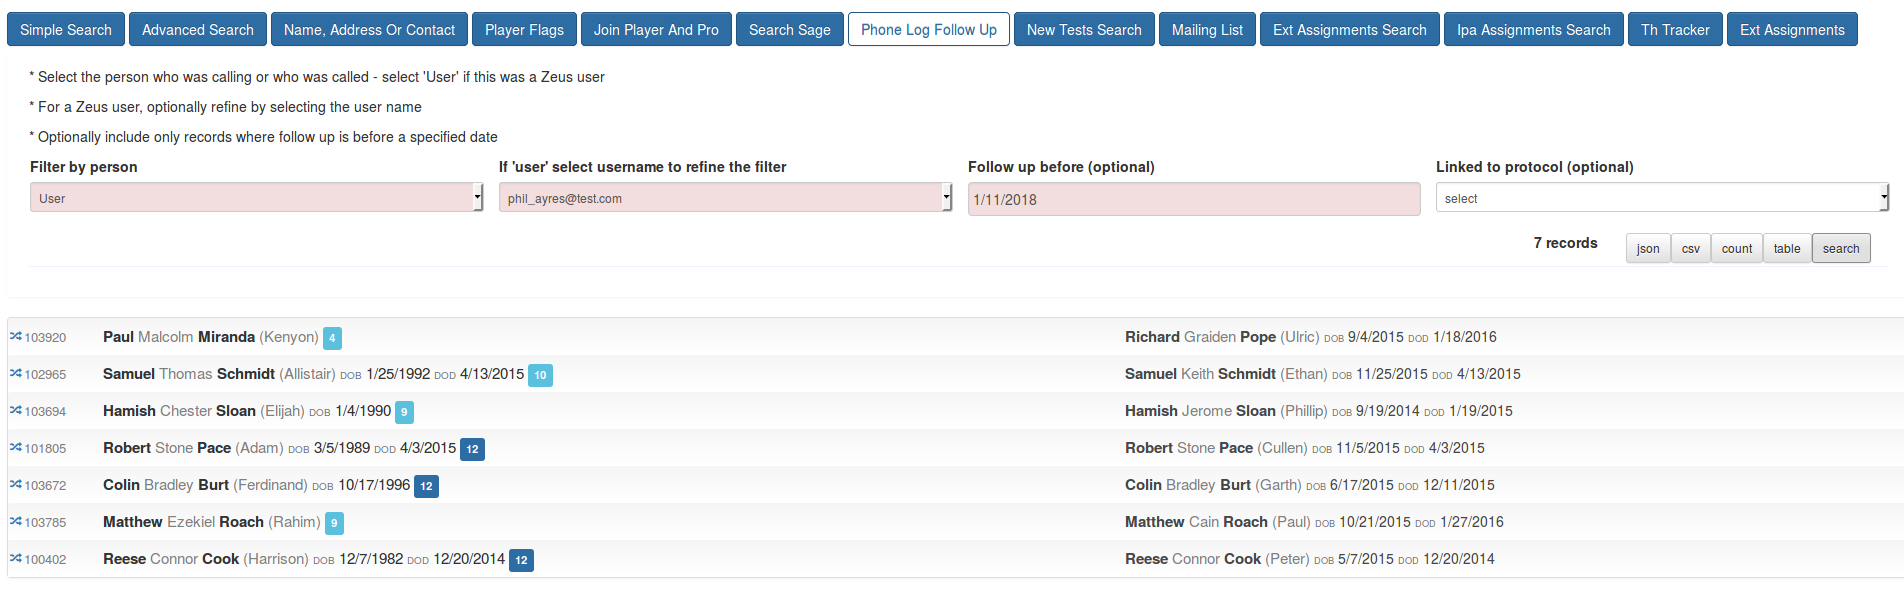 Simple Search Advanced Search Name, Address Or Contact Player Flags Join Player And Pro Search Sage Phone Log Follow Up New Tests Search Mailing List Ext Assignments Search Ipa Assignments Search Th Tracker Ext Assignments
* Select the person who was calling or who was called - select 'User' if this was a Zeus user
* For a Zeus user, optionally refine by selecting the user name
* Optionally include only records where follow up is before a specified date
Filter by person If 'user' select username to refine the filter Follow up before (optional) Linked to protocol (optional)
User phil_ayres@test.com 1/11/2018 select
7 records json csv count table search
103920 Paul Malcolm Miranda (Kenyon) 4 Richard Graiden Pope (Ulric) DOB 9/4/2015 DOD 1/18/2016
102965 Samuel Thomas Schmidt (Allistair) DOB 1/25/1992 DOD 4/13/2015 10 Samuel Keith Schmidt (Ethan) DOB 11/25/2015 DOD 4/13/2015
103694 Hamish Chester Sloan (Elijah) DOB 1/4/1990 9 Hamish Jerome Sloan (Phillip) DOB 9/19/2014 DOD 1/19/2015
101805 Robert Stone Pace (Adam) DOB 3/5/1989 DOD 4/3/2015 12 Robert Stone Pace (Cullen) DOB 11/5/2015 DOD 4/3/2015
103672 Colin Bradley Burt (Ferdinand) DOB 10/17/1996 12 Colin Bradley Burt (Garth) DOB 6/17/2015 DOD 12/11/2015
103785 Matthew Ezekiel Roach (Rahim) 9 Matthew Cain Roach (Paul) DOB 10/21/2015 DOD 1/27/2016
100402 Reese Connor Cook (Harrison) DOB 12/7/1982 DOD 12/20/2014 12 Reese Connor Cook (Peter) DOB 5/7/2015 DOD 12/20/2014